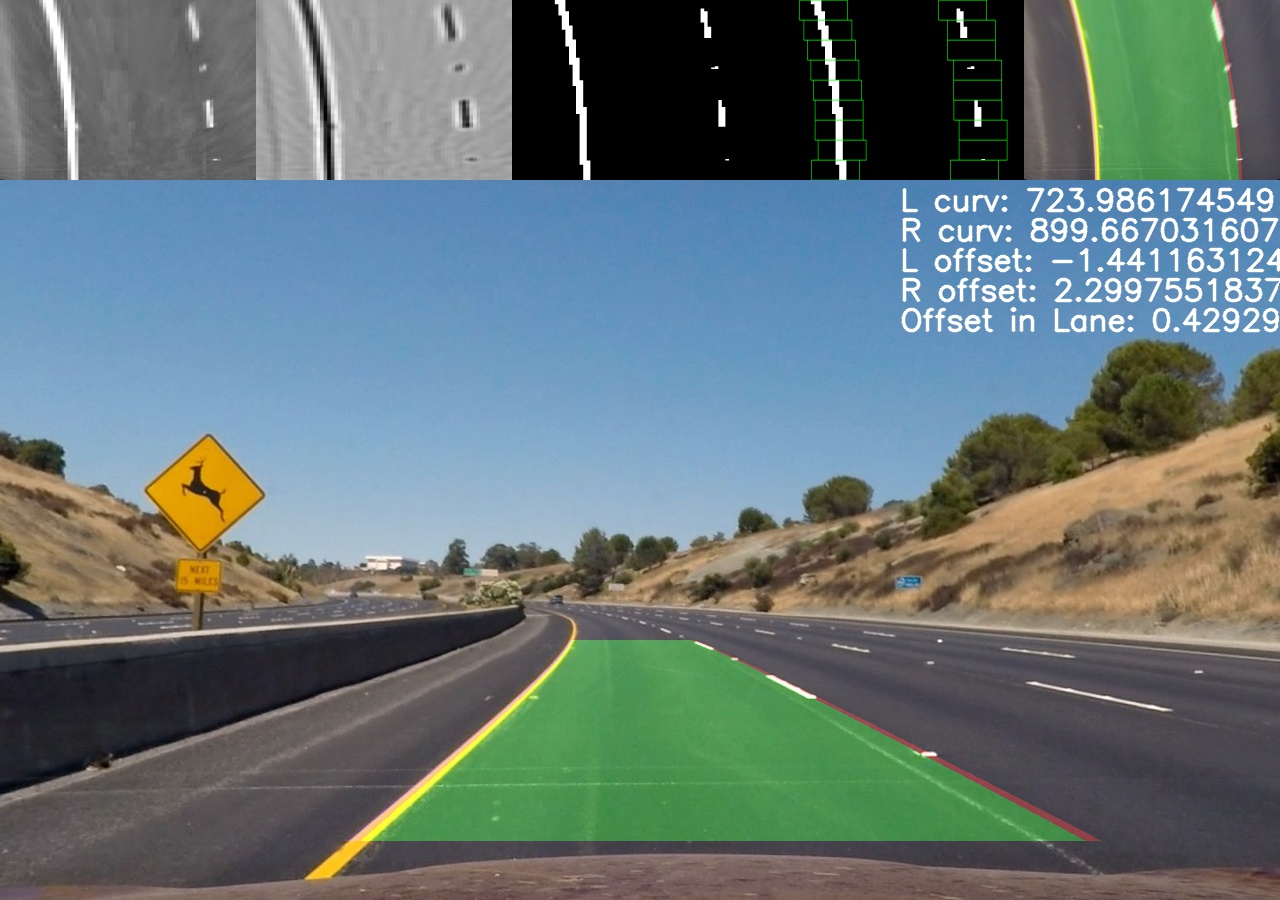 L curv: 723.986174549
R curv: 899.667031607
L offset: −1.441163124
R offset: 2.2997551837
Offset in Lane: 0.42929
NEXT
15 MILES